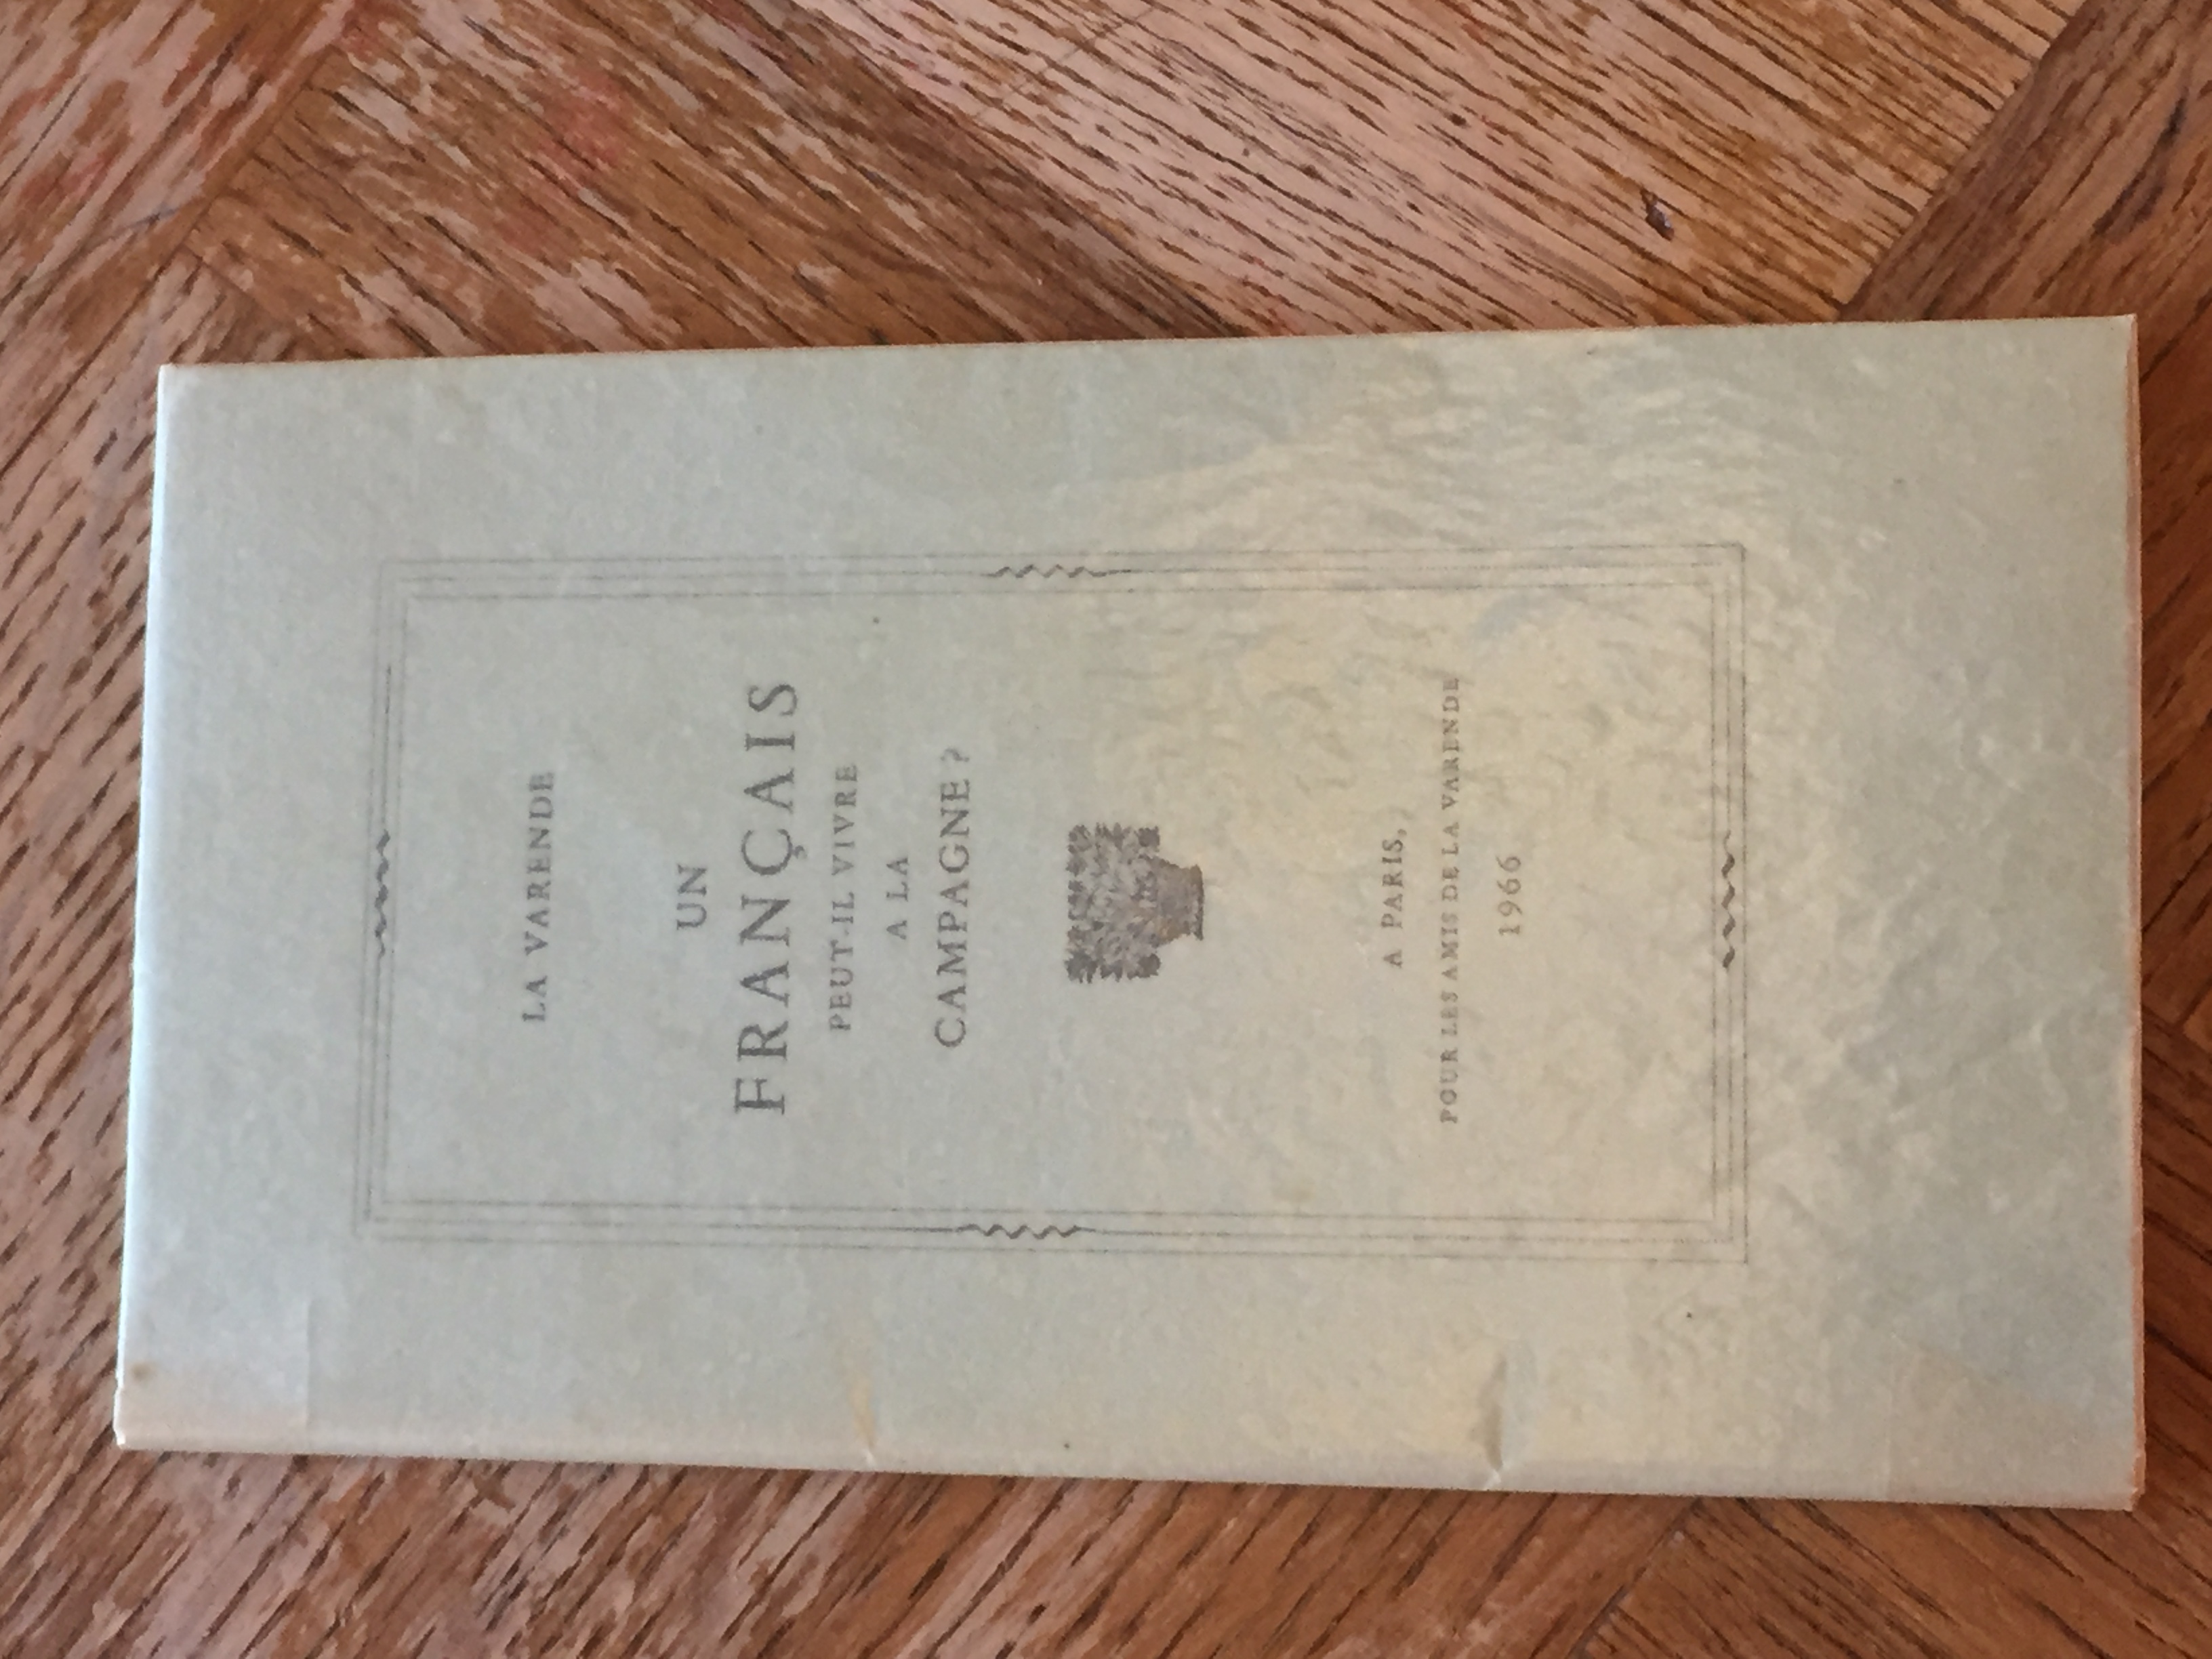 LA VARENDE
UN
FRANÇAIS
PEUT-IL VIVRE
A LA
CAMPAGNE ?
A PARIS,
POUR LES AMIS DE LA VARENDE
1966